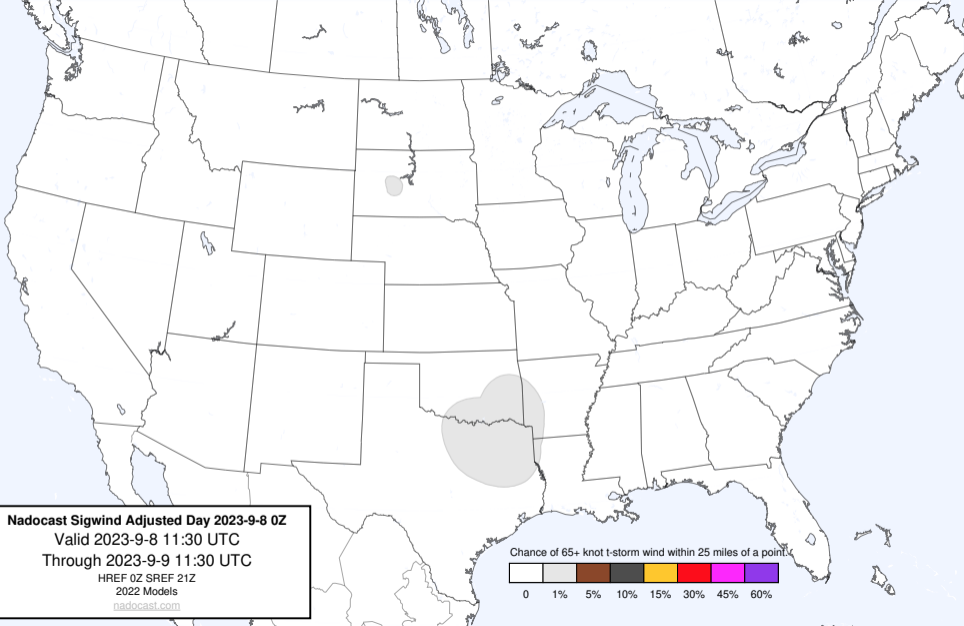 Nadocast Sigwind Adjusted Day 2023-9-8 0Z
Valid 2023-9-8 11:30 UTC
Through 2023-9-9 11:30 UTC
HREF 0Z SREF 21Z
2022 Models
nadocast.com
Chance of 65+ knot t-storm wind within 25 miles of a point.
0 1% 5% 10% 15% 30% 45% 60%